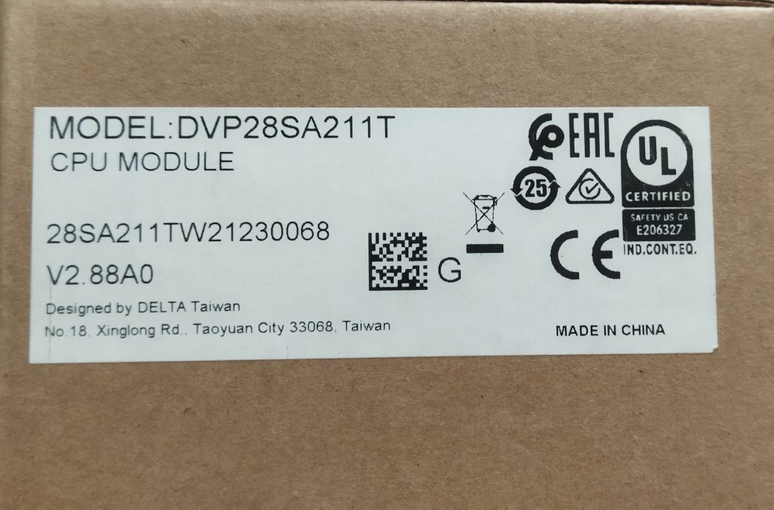 MODEL:DVP28SA211T
CPU MODULE
28SA211TW21230068
V2.88A0
G
Designed by DELTA Taiwan
No.18, Xinglong Rd., Taoyuan City 33068, Taiwan
EAC
25
UL
CERTIFIED
SAFETY US CA
E206327
IND.CONT.EQ.
CE
MADE IN CHINA